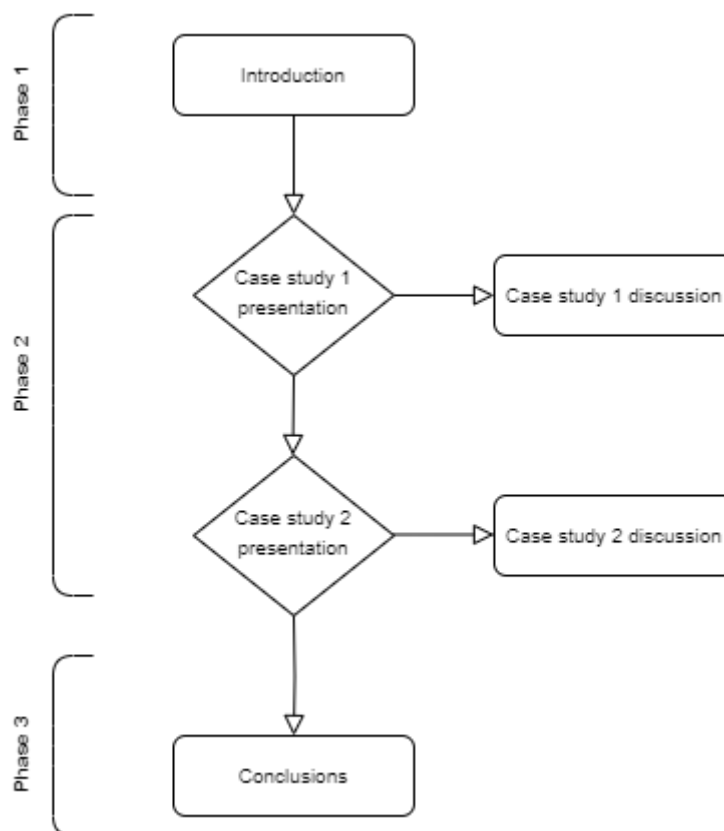 Phase 1
Introduction
Phase 2
Case study 1
presentation
Case study 1 discussion
Case study 2
presentation
Case study 2 discussion
Phase 3
Conclusions